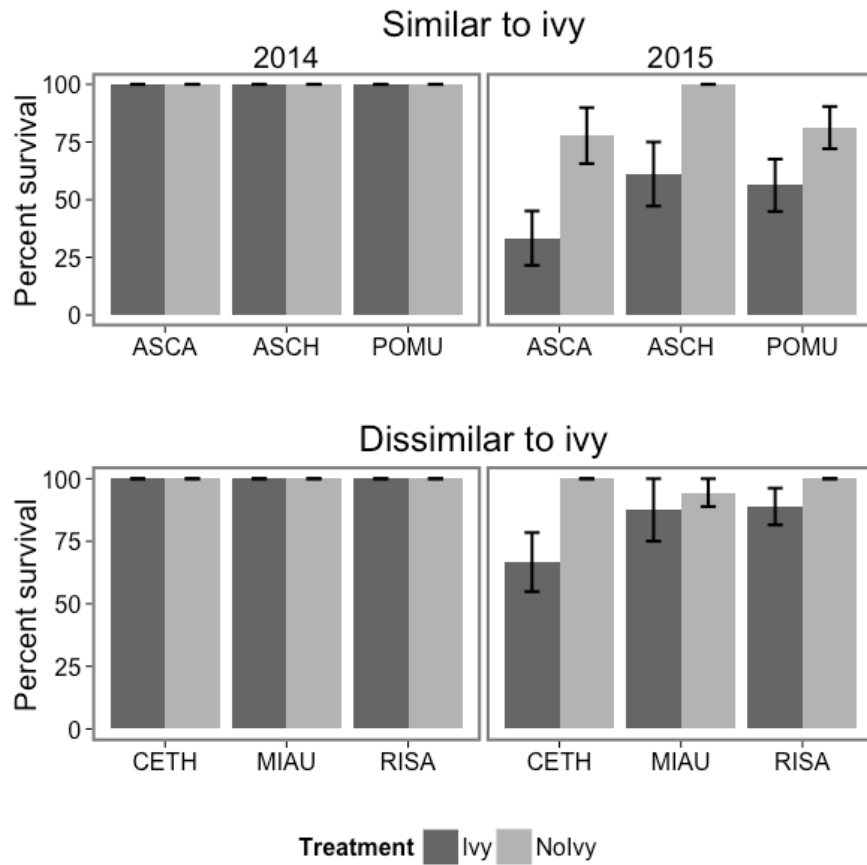 Similar to ivy
2014 2015
Percent survival
100
75
50
25
0
ASCA ASCH POMU ASCA ASCH POMU
Dissimilar to ivy
Percent survival
100
75
50
25
0
CETH MIAU RISA CETH MIAU RISA
Treatment Ivy NoIvy